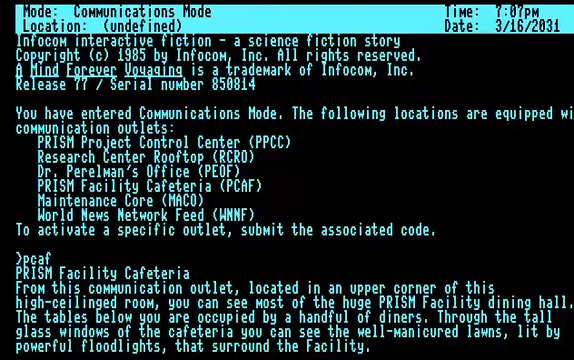 Mode: Communications Mode Time: 7:07pm
Location: (undefined) Date: 3/16/2031
Infocom interactive fiction - a science fiction story
Copyright (c) 1985 by Infocom, Inc. All rights reserved.
A Mind Forever Voyaging is a trademark of Infocom, Inc.
Release 77 / Serial number 850814
You have entered Communications Mode. The following locations are equipped wi
communication outlets:
PRISM Project Control Center (PPCC)
Research Center Rooftop (RCRO)
Dr. Perelman's Office (PEOF)
PRISM Facility Cafeteria (PCAF)
Maintenance Core (MACO)
World News Network Feed (WNNF)
To activate a specific outlet, submit the associated code.
>pcaf
PRISM Facility Cafeteria
From this communication outlet, located in an upper corner of this
high-ceilinged room, you can see most of the huge PRISM Facility dining hall.
The tables below you are occupied by a handful of diners. Through the tall
glass windows of the cafeteria you can see the well-manicured lawns, lit by
powerful floodlights, that surround the Facility.